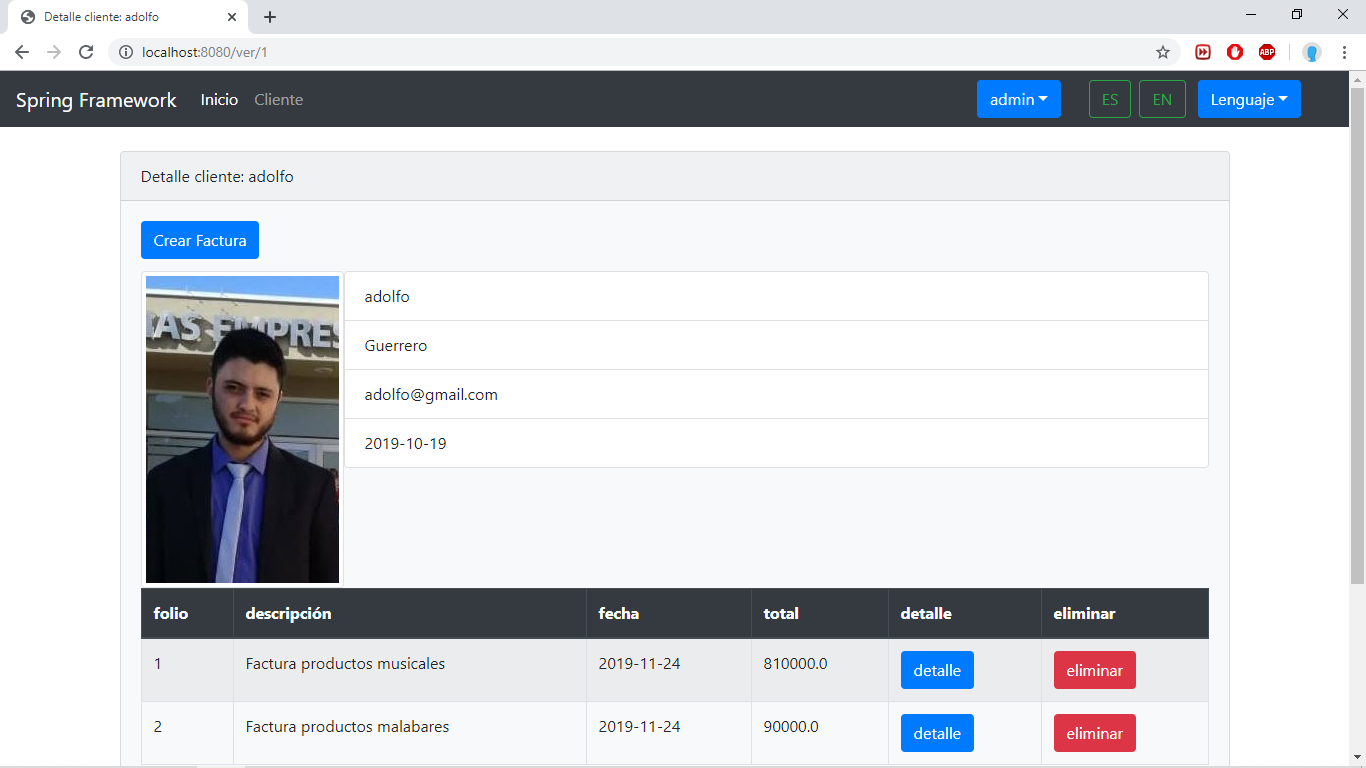 Detalle cliente: adolfo
localhost:8080/ver/1
ABP
Spring Framework Inicio Cliente admin ES EN Lenguaje
Detalle cliente: adolfo
Crear Factura
adolfo
Guerrero
adolfo@gmail.com
2019-10-19
folio descripción fecha total detalle eliminar
1 Factura productos musicales 2019-11-24 810000.0 detalle eliminar
2 Factura productos malabares 2019-11-24 90000.0 detalle eliminar